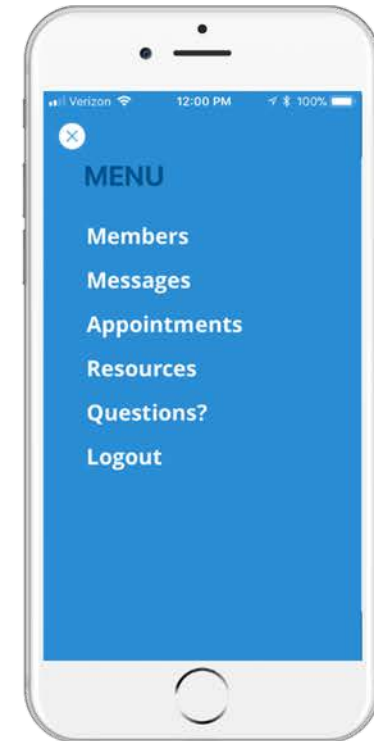 Verizon 12:00 PM 100%
MENU
Members
Messages
Appointments
Resources
Questions?
Logout